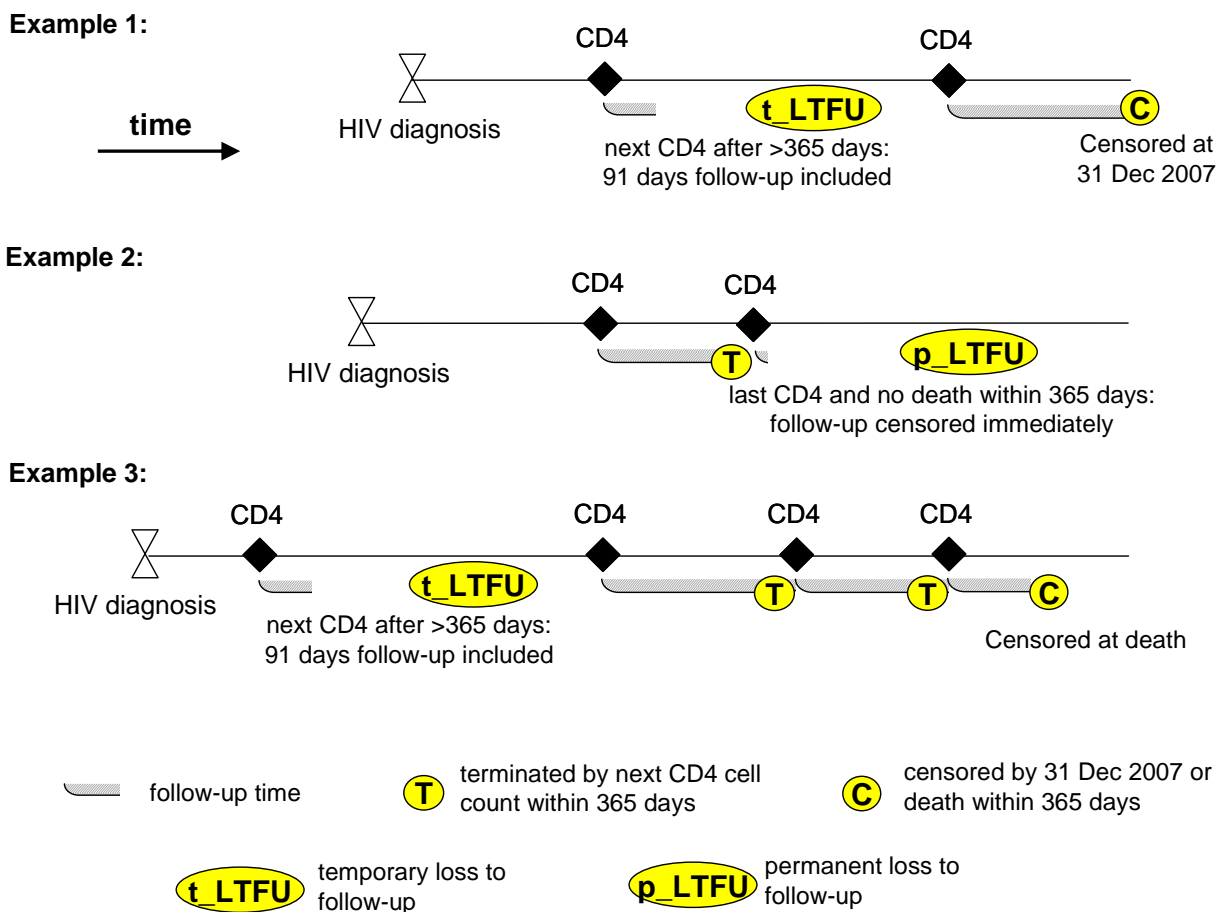 Example 1:
CD4
CD4
time
HIV diagnosis
t_LTFU
C
next CD4 after >365 days:
91 days follow-up included
Censored at
31 Dec 2007
Example 2:
CD4
CD4
HIV diagnosis
T
p_LTFU
last CD4 and no death within 365 days:
follow-up censored immediately
Example 3:
CD4
CD4
CD4
CD4
HIV diagnosis
t_LTFU
T
T
C
next CD4 after >365 days:
91 days follow-up included
Censored at death
follow-up time
T
terminated by next CD4 cell
count within 365 days
C
censored by 31 Dec 2007 or
death within 365 days
t_LTFU
temporary loss to
follow-up
p_LTFU
permanent loss to
follow-up